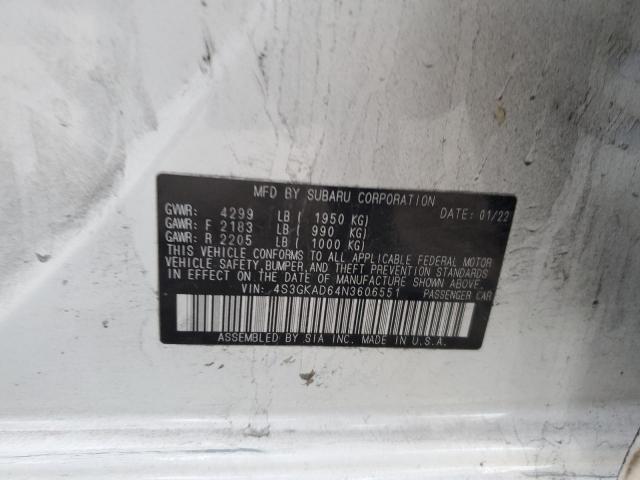 MFD BY SUBARU CORPORATION DATE: 01/22
GVWR: 4299 LB ( 1950 KG)
GAWR: F 2183 LB ( 990 KG)
GAWR: R 2205 LB ( 1000 KG)
THIS VEHICLE CONFORMS TO ALL APPLICABLE FEDERAL MOTOR
VEHICLE SAFETY, BUMPER, AND THEFT PREVENTION STANDARDS
IN EFFECT ON THE DATE OF MANUFACTURE SHOWN ABOVE.
VIN: 4S3GKAD64N3606551 PASSENGER CAR
ASSEMBLED BY SIA INC. MADE IN U.S.A.